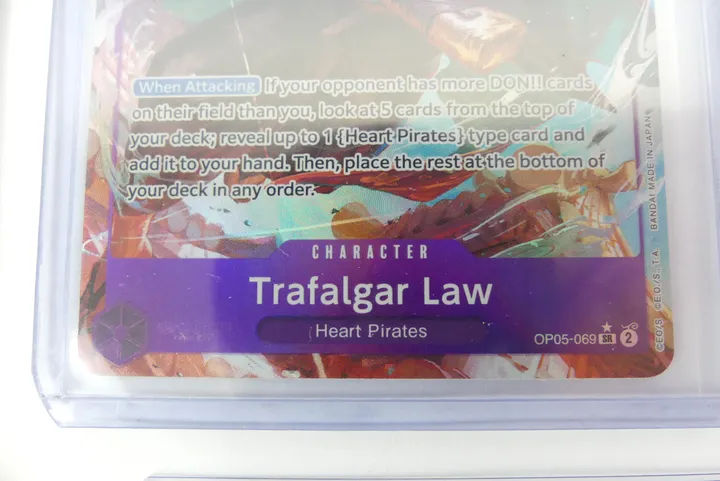 When Attacking If your opponent has more DON!! cards
on their field than you, look at 5 cards from the top of
your deck; reveal up to 1 {Heart Pirates} type card and
add it to your hand. Then, place the rest at the bottom of
your deck in any order.
CHARACTER
Trafalgar Law
Heart Pirates
OP05-069 SR 2
©E.O./S. ©E.O./S.,T.A. BANDAI MADE IN JAPAN